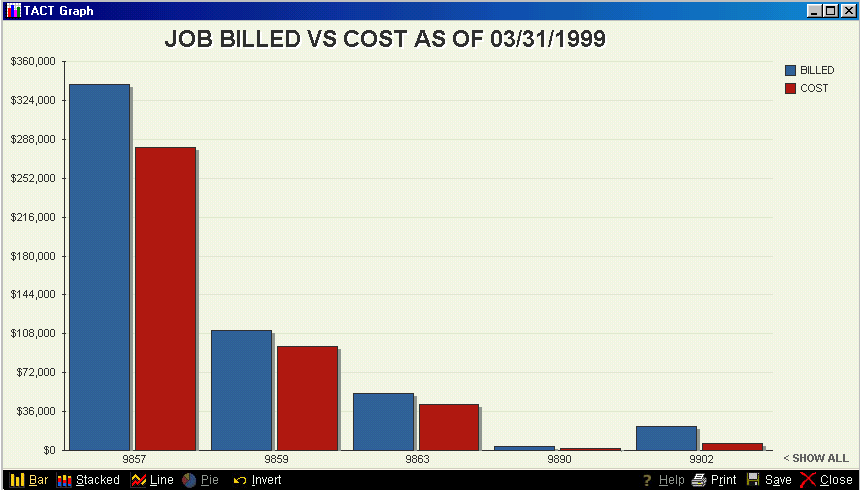 TACT Graph
JOB BILLED VS COST AS OF 03/31/1999
$360,000
$324,000
$288,000
$252,000
$216,000
$180,000
$144,000
$108,000
$72,000
$36,000
$0
9857 9859 9863 9890 9902
BILLED
COST
< SHOW ALL
Bar Stacked Line Pie Invert ? Help Print Save Close